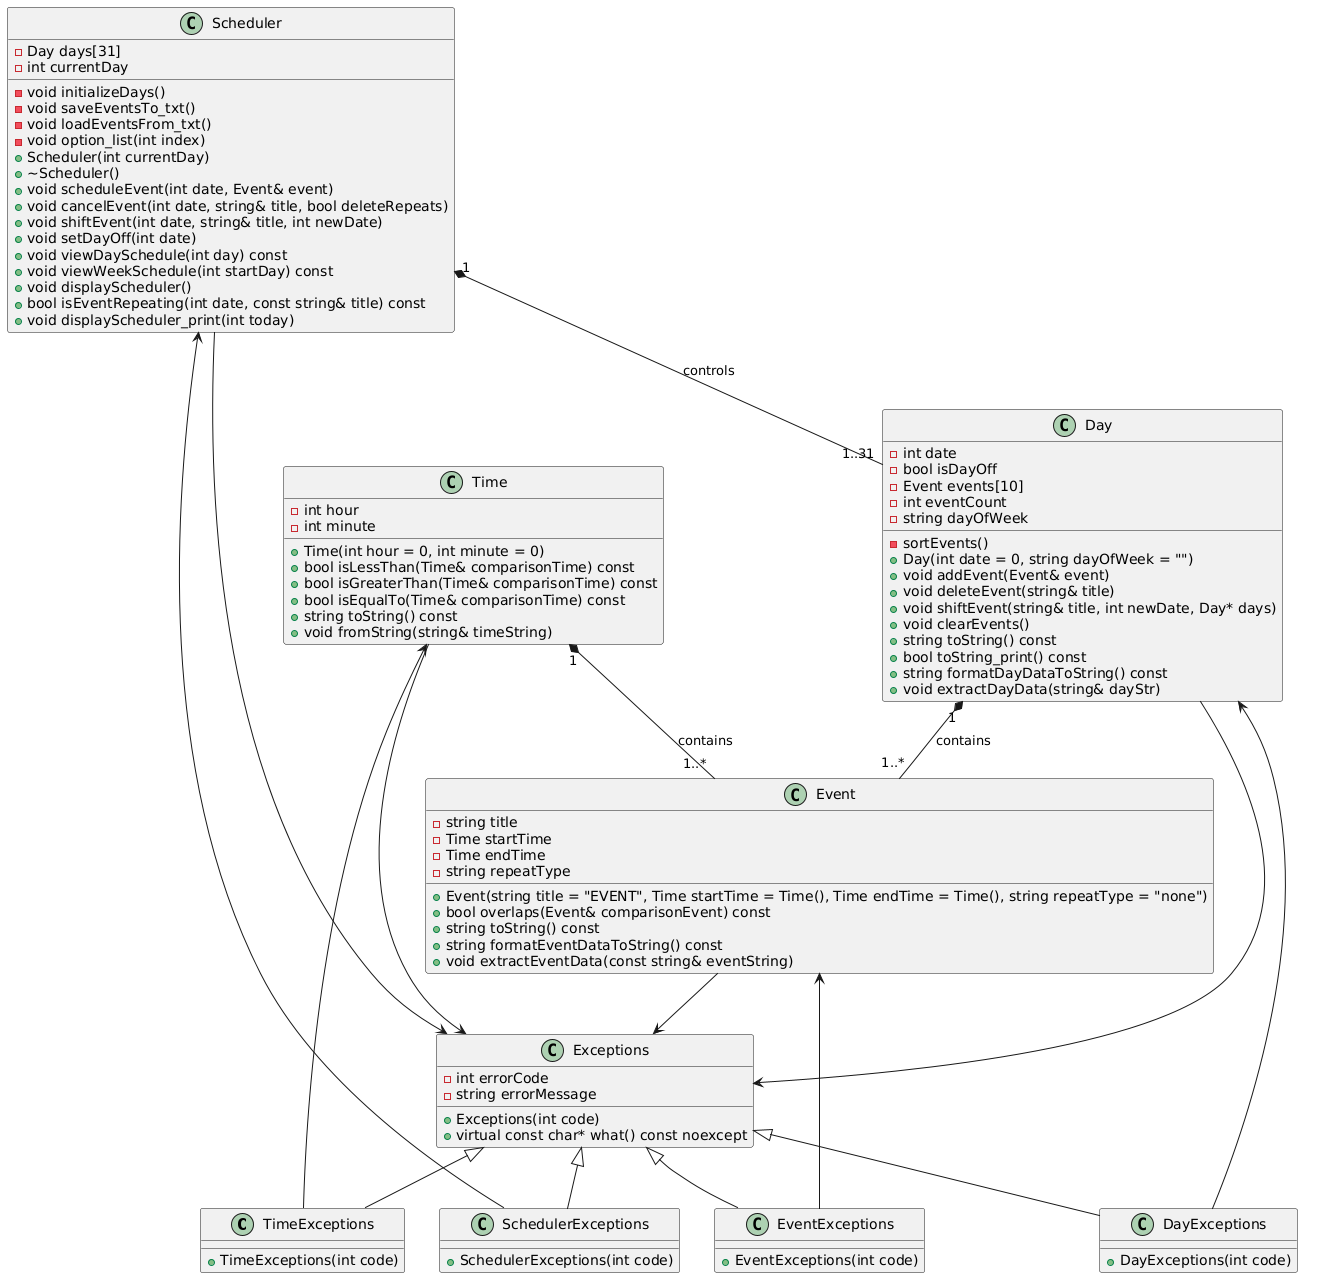 C Scheduler
Day days[31]
int currentDay
void initializeDays()
void saveEventsTo_txt()
void loadEventsFrom_txt()
void option_list(int index)
Scheduler(int currentDay)
~Scheduler()
void scheduleEvent(int date, Event& event)
void cancelEvent(int date, string& title, bool deleteRepeats)
void shiftEvent(int date, string& title, int newDate)
void setDayOff(int date)
void viewDaySchedule(int day) const
void viewWeekSchedule(int startDay) const
void displayScheduler()
bool isEventRepeating(int date, const string& title) const
void displayScheduler_print(int today)
1
controls
1..31
C Day
int date
bool isDayOff
Event events[10]
int eventCount
string dayOfWeek
sortEvents()
Day(int date = 0, string dayOfWeek = "")
void addEvent(Event& event)
void deleteEvent(string& title)
void shiftEvent(string& title, int newDate, Day* days)
void clearEvents()
string toString() const
bool toString_print() const
string formatDayDataToString() const
void extractDayData(string& dayStr)
C Time
int hour
int minute
Time(int hour = 0, int minute = 0)
bool isLessThan(Time& comparisonTime) const
bool isGreaterThan(Time& comparisonTime) const
bool isEqualTo(Time& comparisonTime) const
string toString() const
void fromString(string& timeString)
1
contains
1..*
1
contains
1..*
C Event
string title
Time startTime
Time endTime
string repeatType
Event(string title = "EVENT", Time startTime = Time(), Time endTime = Time(), string repeatType = "none")
bool overlaps(Event& comparisonEvent) const
string toString() const
string formatEventDataToString() const
void extractEventData(const string& eventString)
C Exceptions
int errorCode
string errorMessage
Exceptions(int code)
virtual const char* what() const noexcept
C TimeExceptions
TimeExceptions(int code)
C SchedulerExceptions
SchedulerExceptions(int code)
C EventExceptions
EventExceptions(int code)
C DayExceptions
DayExceptions(int code)